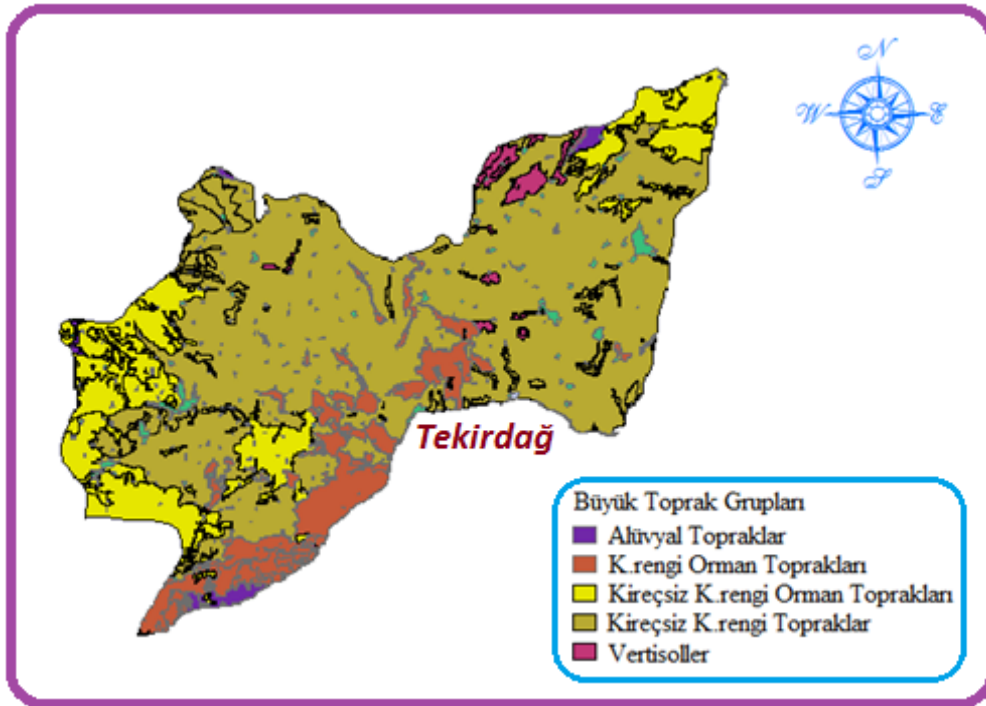 N
W
E
S
Tekirdağ
Büyük Toprak Grupları
Alüvyal Topraklar
K.rengi Orman Toprakları
Kireçsiz K.rengi Orman Toprakları
Kireçsiz K.rengi Topraklar
Vertisoller